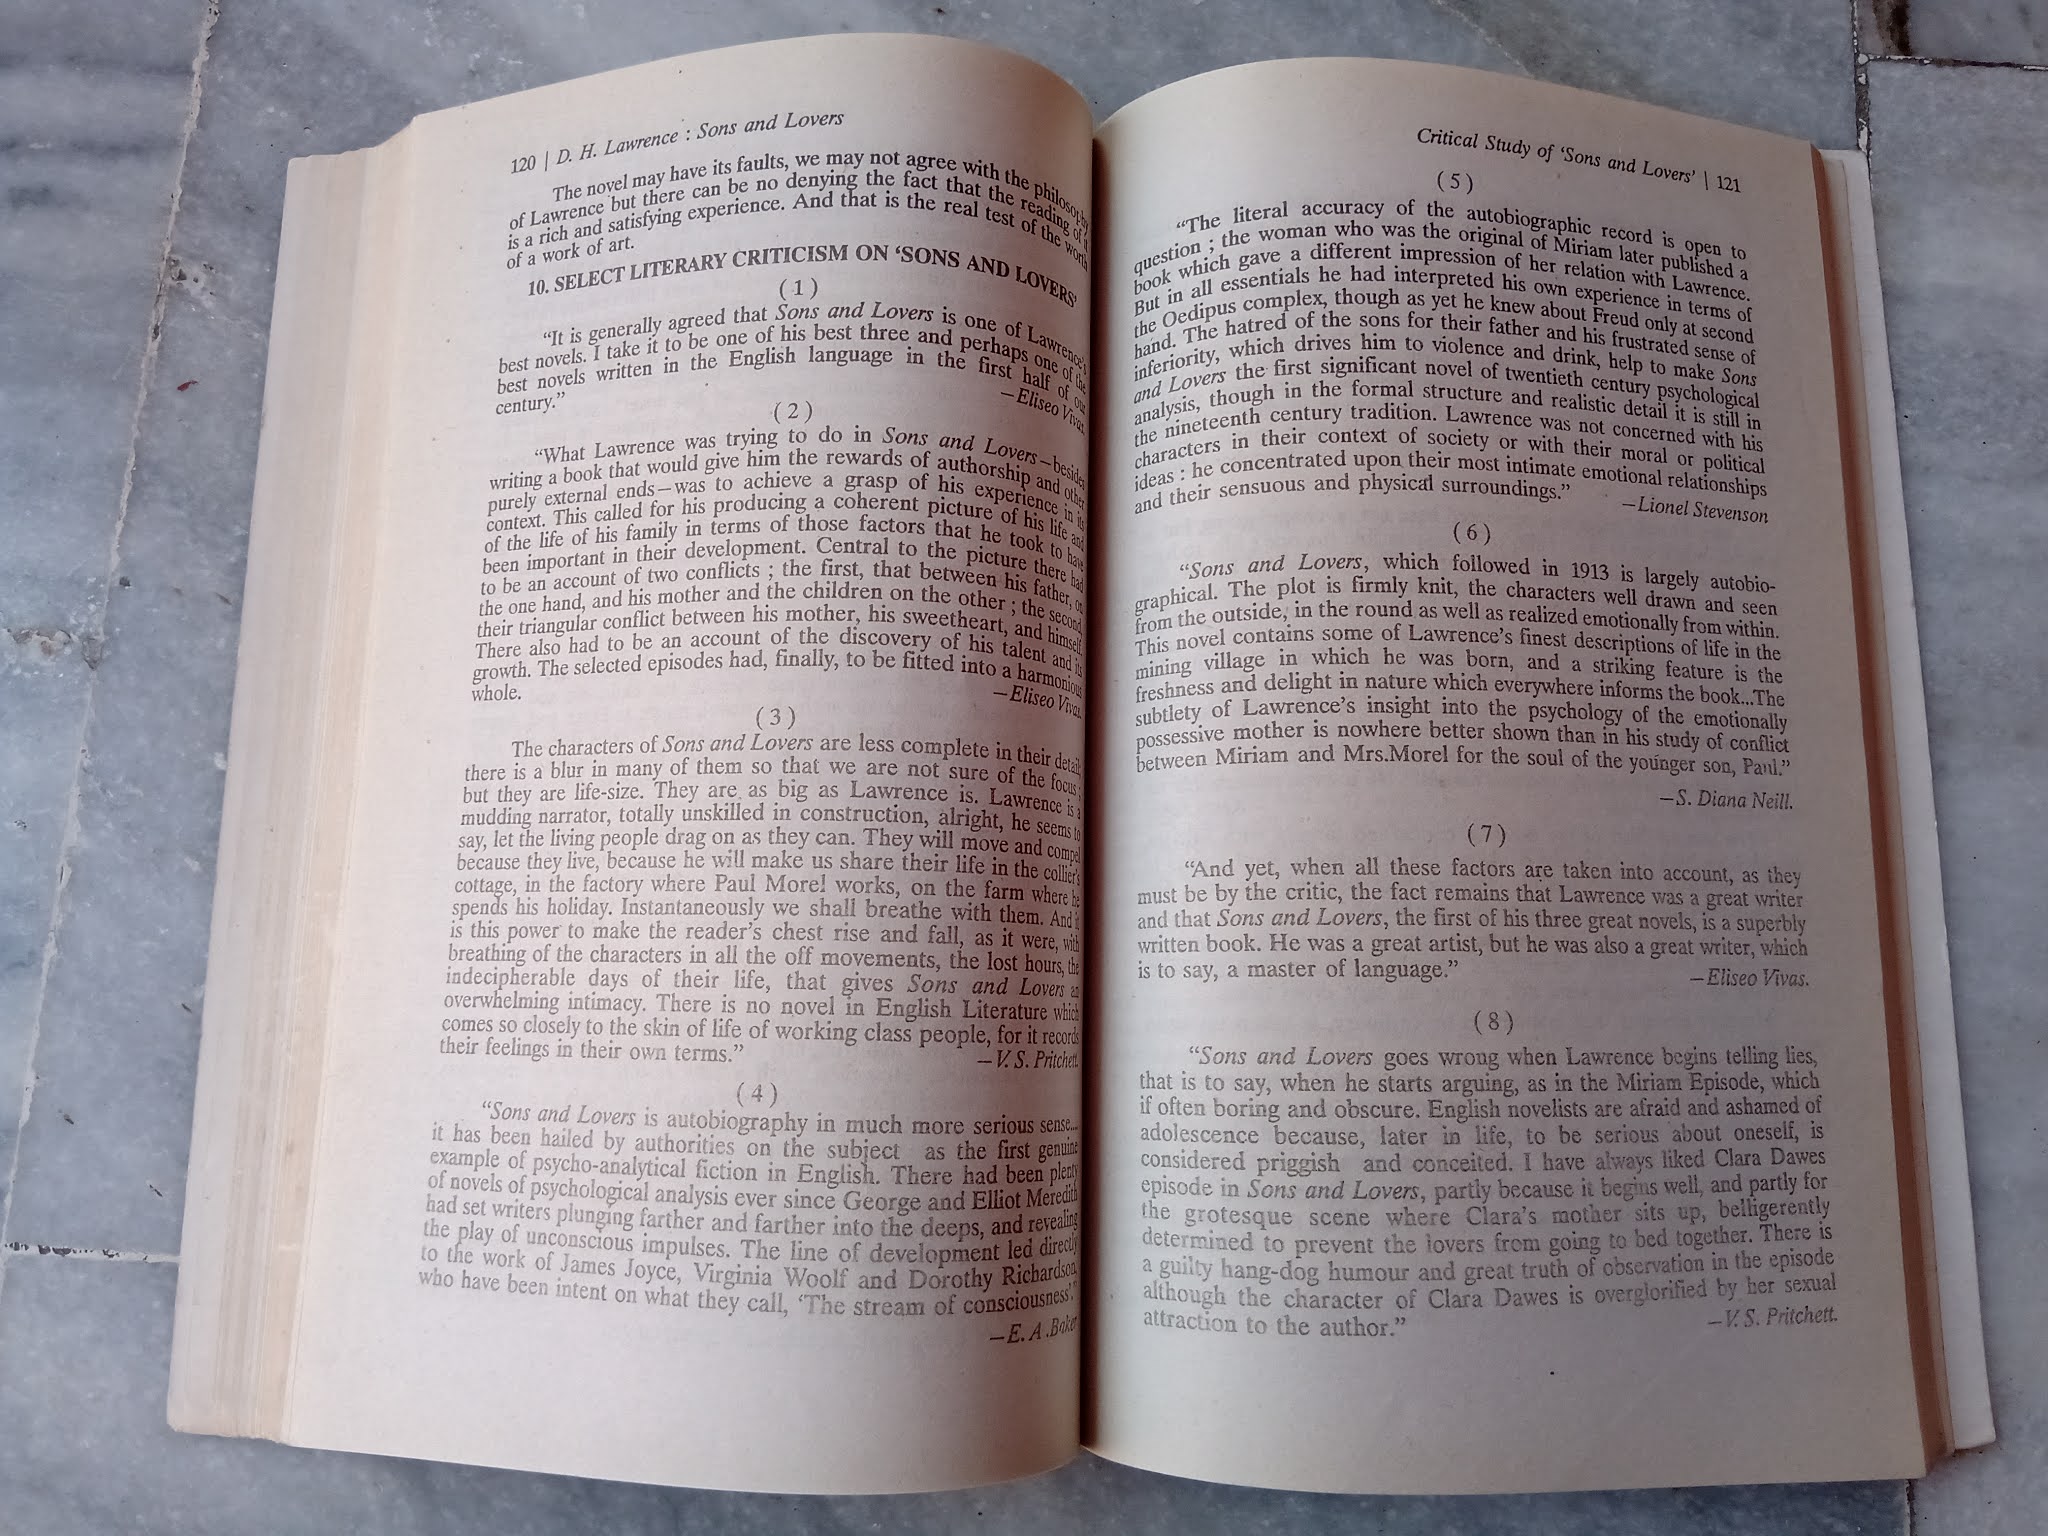 120 | D. H. Lawrence : Sons and Lovers
The novel may have its faults, we may not agree with the philosophy
of Lawrence but there can be no denying the fact that the reading of it
is a rich and satisfying experience. And that is the real test of the worth
of a work of art.
10. SELECT LITERARY CRITICISM ON ‘SONS AND LOVERS’
(1)
“It is generally agreed that Sons and Lovers is one of Lawrence's
best novels. I take it to be one of his best three and perhaps one of the
best novels written in the English language in the first half of our
century.”
—Eliseo Vivas.
(2)
“What Lawrence was trying to do in Sons and Lovers—besides
writing a book that would give him the rewards of authorship and other
purely external ends—was to achieve a grasp of his experience in its
context. This called for his producing a coherent picture of his life and
of the life of his family in terms of those factors that he took to have
been important in their development. Central to the picture there had
to be an account of two conflicts ; the first, that between his father, on
the one hand, and his mother and the children on the other ; the second,
their triangular conflict between his mother, his sweetheart, and himself.
There also had to be an account of the discovery of his talent and its
growth. The selected episodes had, finally, to be fitted into a harmonious
whole.
—Eliseo Vivas.
(3)
The characters of Sons and Lovers are less complete in their detail,
there is a blur in many of them so that we are not sure of the focus ;
but they are life-size. They are as big as Lawrence is. Lawrence is a
mudding narrator, totally unskilled in construction, alright, he seems to
say, let the living people drag on as they can. They will move and compel
because they live, because he will make us share their life in the collier's
cottage, in the factory where Paul Morel works, on the farm where he
spends his holiday. Instantaneously we shall breathe with them. And it
is this power to make the reader's chest rise and fall, as it were, with
breathing of the characters in all the off movements, the lost hours, the
indecipherable days of their life, that gives Sons and Lovers an
overwhelming intimacy. There is no novel in English Literature which
comes so closely to the skin of life of working class people, for it records
their feelings in their own terms.”
—V. S. Pritchett.
(4)
“Sons and Lovers is autobiography in much more serious sense...
it has been hailed by authorities on the subject as the first genuine
example of psycho-analytical fiction in English. There had been plenty
of novels of psychological analysis ever since George and Elliot Meredith
had set writers plunging farther and farther into the deeps, and revealing
the play of unconscious impulses. The line of development led directly
to the work of James Joyce, Virginia Woolf and Dorothy Richardson,
who have been intent on what they call, ‘The stream of consciousness’.”
—E. A .Baker
Critical Study of ‘Sons and Lovers’ | 121
(5)
“The literal accuracy of the autobiographic record is open to
question ; the woman who was the original of Miriam later published a
book which gave a different impression of her relation with Lawrence.
But in all essentials he had interpreted his own experience in terms of
the Oedipus complex, though as yet he knew about Freud only at second
hand. The hatred of the sons for their father and his frustrated sense of
inferiority, which drives him to violence and drink, help to make Sons
and Lovers the first significant novel of twentieth century psychological
analysis, though in the formal structure and realistic detail it is still in
the nineteenth century tradition. Lawrence was not concerned with his
characters in their context of society or with their moral or political
ideas : he concentrated upon their most intimate emotional relationships
and their sensuous and physical surroundings.”
—Lionel Stevenson
(6)
“Sons and Lovers, which followed in 1913 is largely autobio-
graphical. The plot is firmly knit, the characters well drawn and seen
from the outside, in the round as well as realized emotionally from within.
This novel contains some of Lawrence's finest descriptions of life in the
mining village in which he was born, and a striking feature is the
freshness and delight in nature which everywhere informs the book...The
subtlety of Lawrence's insight into the psychology of the emotionally
possessive mother is nowhere better shown than in his study of conflict
between Miriam and Mrs.Morel for the soul of the younger son, Paul.”
—S. Diana Neill.
(7)
“And yet, when all these factors are taken into account, as they
must be by the critic, the fact remains that Lawrence was a great writer
and that Sons and Lovers, the first of his three great novels, is a superbly
written book. He was a great artist, but he was also a great writer, which
is to say, a master of language.”
—Eliseo Vivas.
(8)
“Sons and Lovers goes wrong when Lawrence begins telling lies,
that is to say, when he starts arguing, as in the Miriam Episode, which
if often boring and obscure. English novelists are afraid and ashamed of
adolescence because, later in life, to be serious about oneself, is
considered priggish and conceited. I have always liked Clara Dawes
episode in Sons and Lovers, partly because it begins well, and partly for
the grotesque scene where Clara's mother sits up, belligerently
determined to prevent the lovers from going to bed together. There is
a guilty hang-dog humour and great truth of observation in the episode
although the character of Clara Dawes is overglorified by her sexual
attraction to the author.”
—V. S. Pritchett.